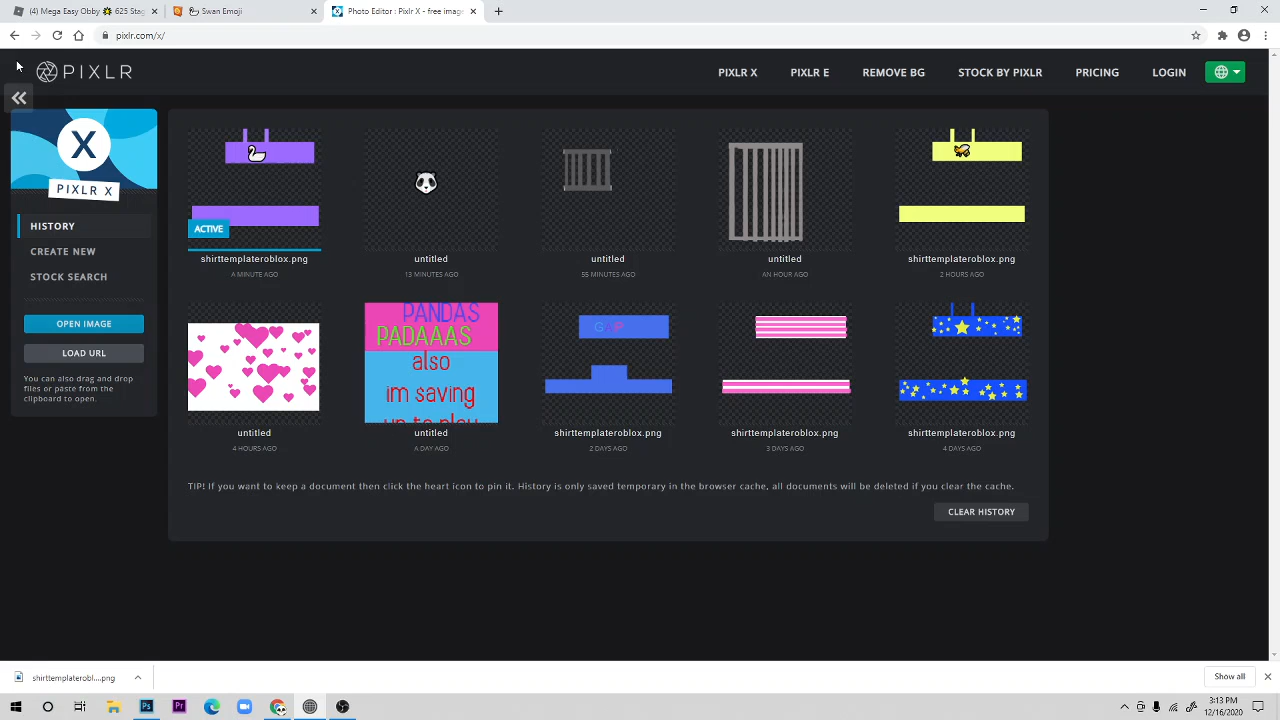 (4) Mega Easy Obby 🌟 625 Stag
🦢 Swan Emoji
Photo Editor : Pixlr X - free image
pixlr.com/x/
PIXLR
PIXLR X
PIXLR E
REMOVE BG
STOCK BY PIXLR
PRICING
LOGIN
X
PIXLR X
HISTORY
CREATE NEW
STOCK SEARCH
OPEN IMAGE
LOAD URL
You can also drag and drop
files or paste from the
clipboard to open.
ACTIVE
shirttemplateroblox.png
A MINUTE AGO
untitled
13 MINUTES AGO
untitled
55 MINUTES AGO
untitled
AN HOUR AGO
shirttemplateroblox.png
2 HOURS AGO
untitled
4 HOURS AGO
PANDAS
PADAAAS
also
im saving
up to play
untitled
A DAY AGO
GAP
shirttemplateroblox.png
2 DAYS AGO
shirttemplateroblox.png
3 DAYS AGO
shirttemplateroblox.png
4 DAYS AGO
TIP! If you want to keep a document then click the heart icon to pin it. History is only saved temporary in the browser cache, all documents will be deleted if you clear the cache.
CLEAR HISTORY
shirttemplaterobl....png
Show all
Ps
Pr
3:13 PM
12/16/2020